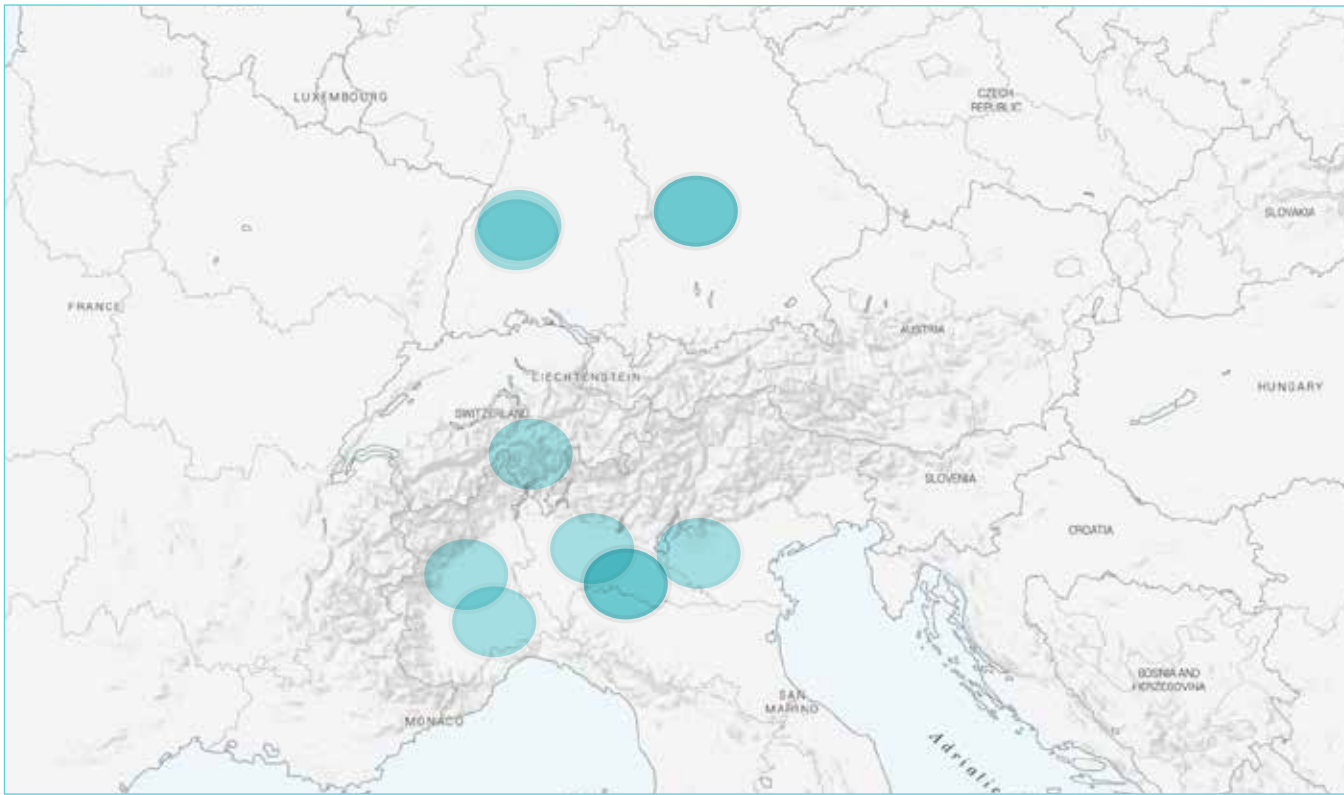 LUXEMBOURG
CZECH
REPUBLIC
SLOVAKIA
FRANCE
AUSTRIA
LIECHTENSTEIN
HUNGARY
SWITZERLAND
SLOVENIA
CROATIA
BOSNIA AND
HERZEGOVINA
SAN
MARINO
MONACO
Adriatic